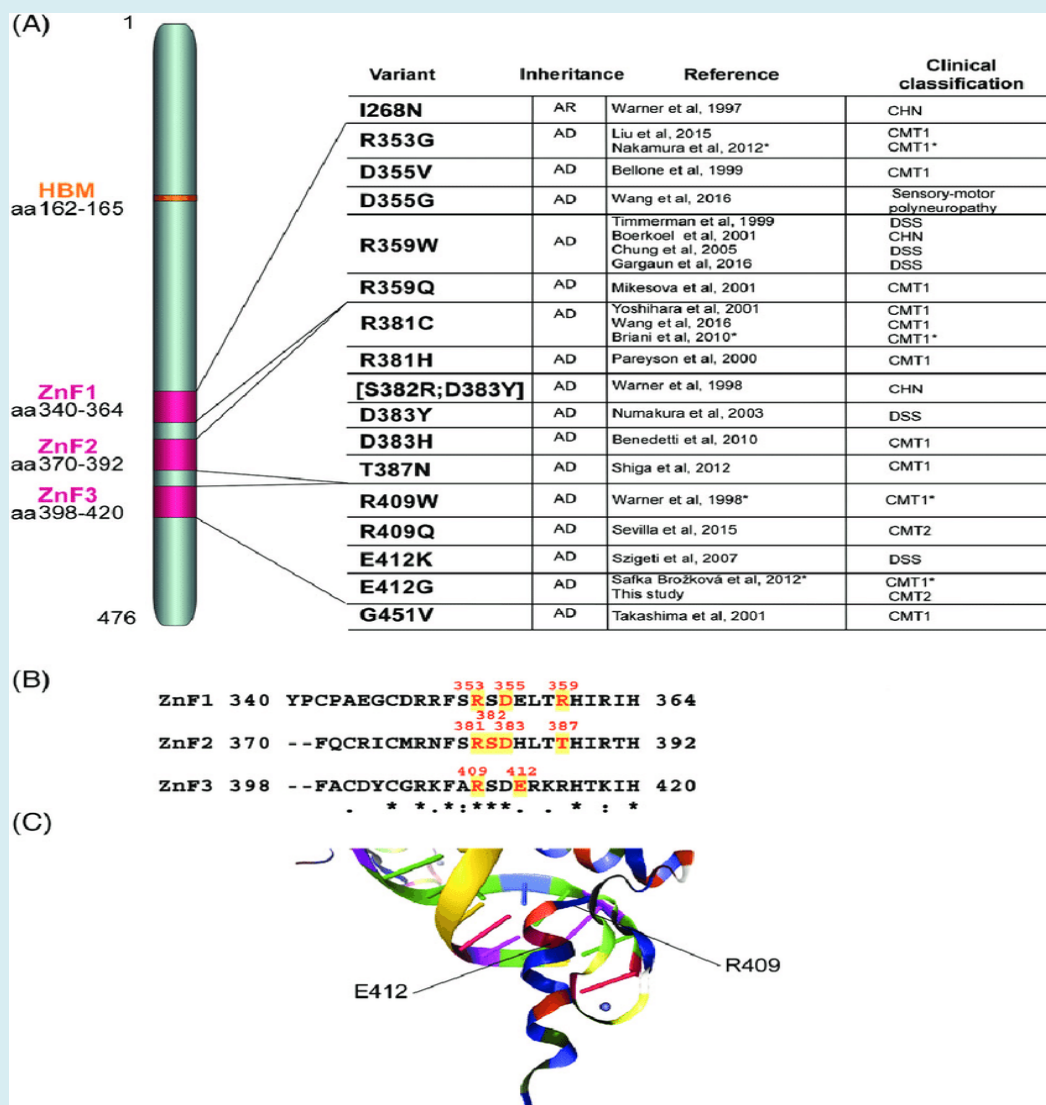 (A)
1
HBM
aa162-165
ZnF1
aa340-364
ZnF2
aa370-392
ZnF3
aa398-420
476
Variant Inheritance Reference Clinical
classification
I268N AR Warner et al, 1997 CHN
R353G AD Liu et al, 2015 CMT1
Nakamura et al, 2012* CMT1*
D355V AD Bellone et al, 1999 CMT1
D355G AD Wang et al, 2016 Sensory-motor
polyneuropathy
R359W AD Timmerman et al, 1999 DSS
Boerkoel et al, 2001 CHN
Chung et al, 2005 DSS
Gargaun et al, 2016 DSS
R359Q AD Mikesova et al, 2001 CMT1
R381C AD Yoshihara et al, 2001 CMT1
Wang et al, 2016 CMT1
Briani et al, 2010* CMT1*
R381H AD Pareyson et al, 2000 CMT1
[S382R;D383Y] AD Warner et al, 1998 CHN
D383Y AD Numakura et al, 2003 DSS
D383H AD Benedetti et al, 2010 CMT1
T387N AD Shiga et al, 2012 CMT1
R409W AD Warner et al, 1998* CMT1*
R409Q AD Sevilla et al, 2015 CMT2
E412K AD Szigeti et al, 2007 DSS
E412G AD Safka Brožková et al, 2012* CMT1*
This study CMT2
G451V AD Takashima et al, 2001 CMT1
(B)
353 355 359
ZnF1 340 YPCPAEGCDRRFSRSDELTRHIRIH 364
382
381 383 387
ZnF2 370 --FQCRICMRNFSRSDHLTTHIRTH 392
409 412
ZnF3 398 --FACDYCGRKFARSDERKRHTKIH 420
. * *.*:***. . * : *
(C)
R409
E412